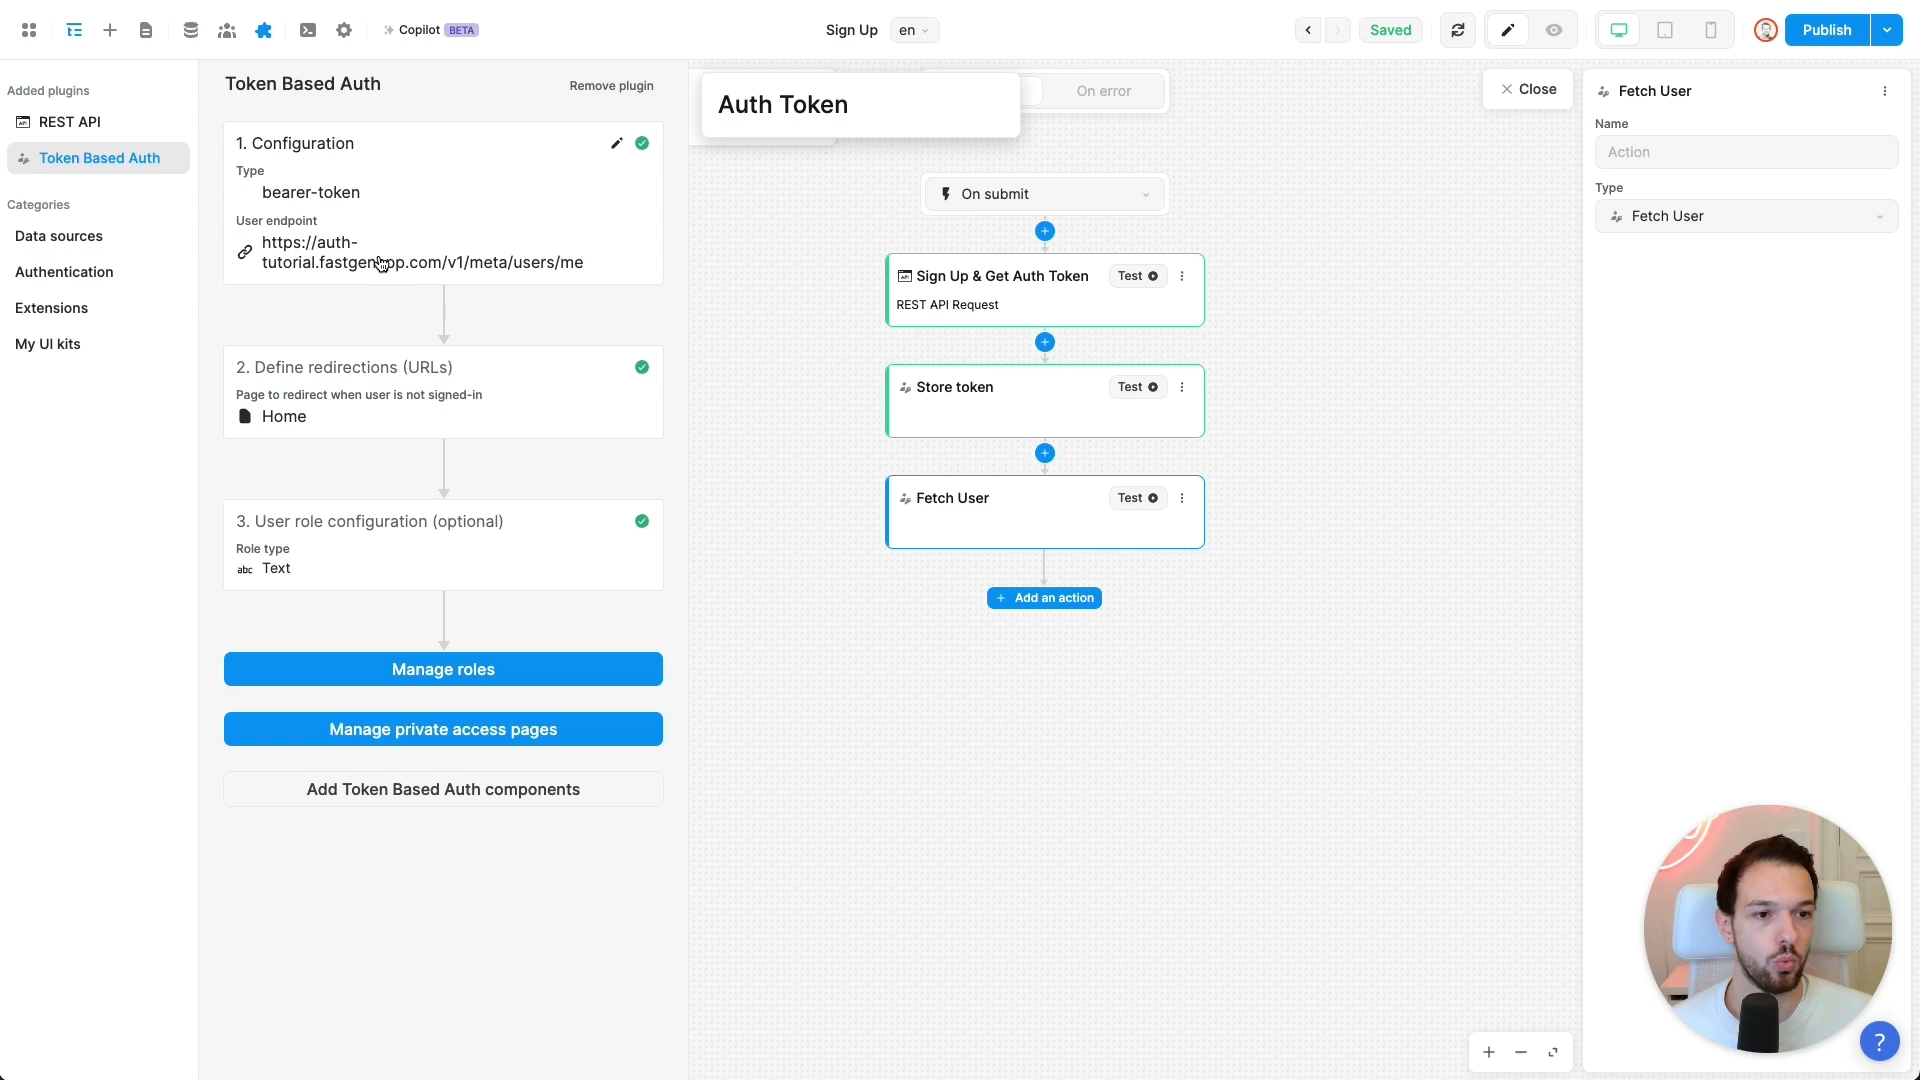 Copilot BETA
Sign Up
en
Saved
Publish
Added plugins
REST API
Token Based Auth
Categories
Data sources
Authentication
Extensions
My UI kits
Token Based Auth
Remove plugin
1. Configuration
Type
bearer-token
User endpoint
https://auth-
tutorial.fastgenapp.com/v1/meta/users/me
2. Define redirections (URLs)
Page to redirect when user is not signed-in
Home
3. User role configuration (optional)
Role type
abc Text
Manage roles
Manage private access pages
Add Token Based Auth components
Auth Token
On error
Close
On submit
Sign Up & Get Auth Token
Test
REST API Request
Store token
Test
Fetch User
Test
+ Add an action
Fetch User
Name
Action
Type
Fetch User
?